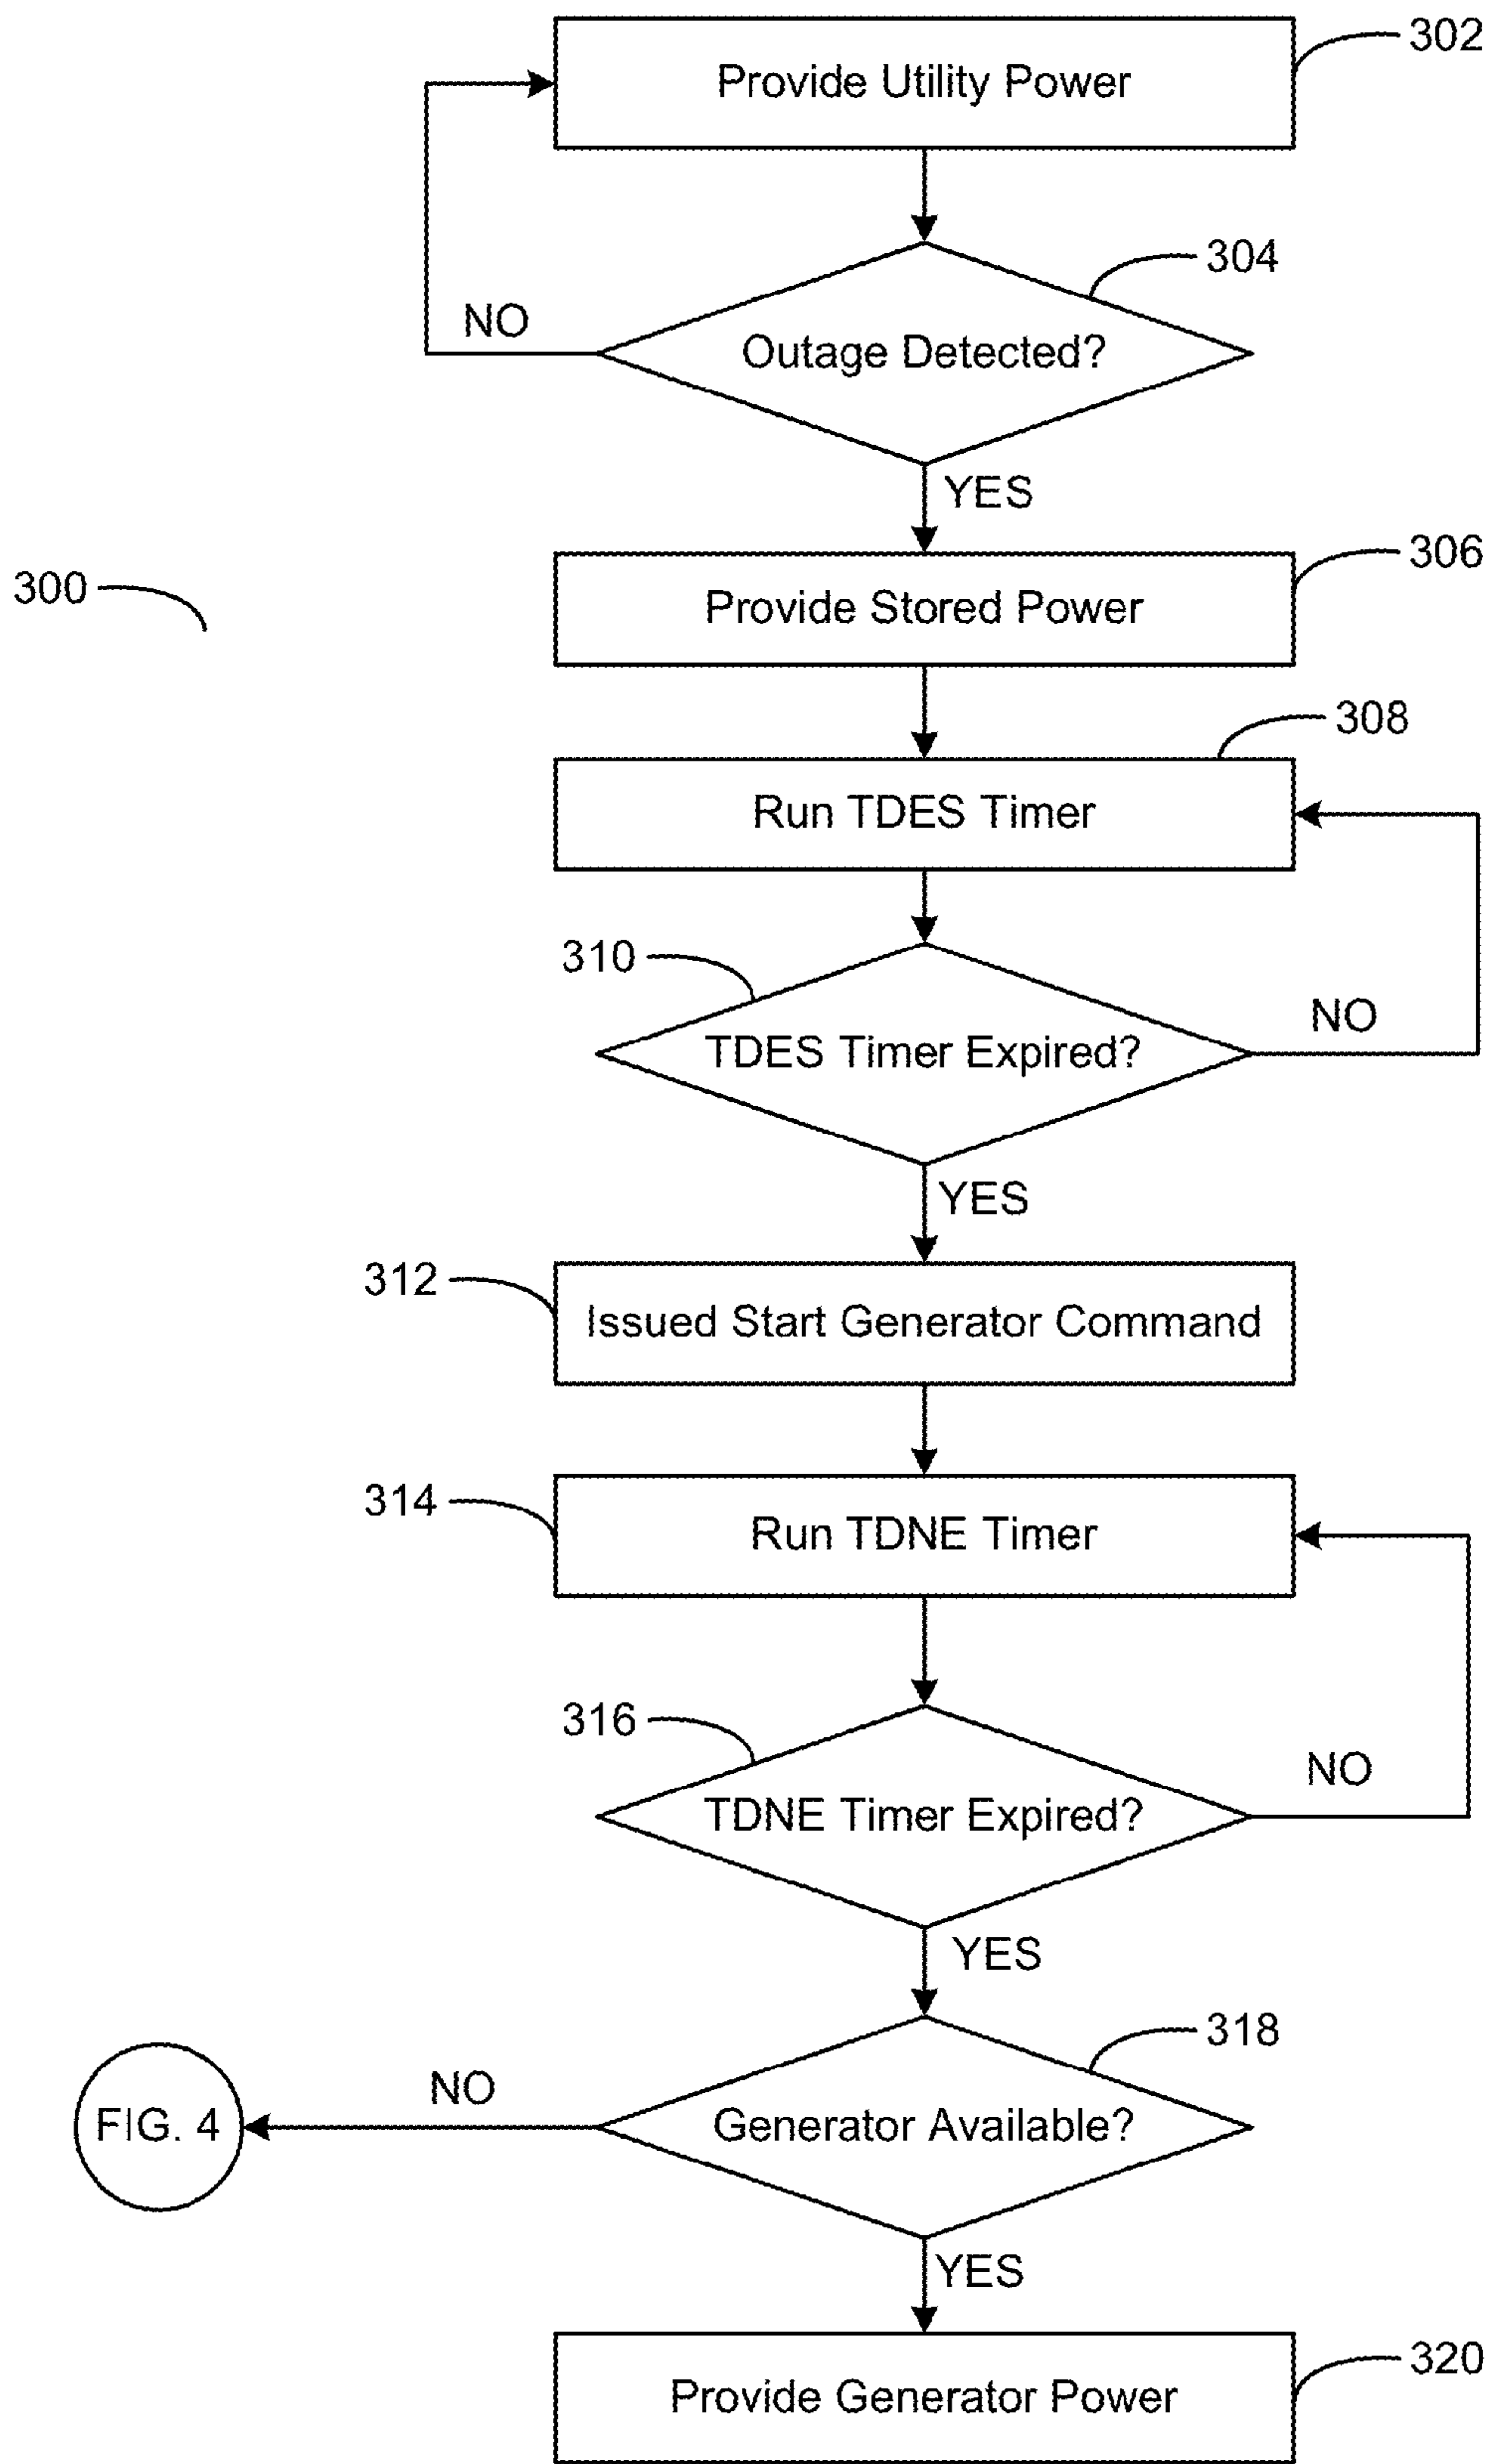 302
Provide Utility Power
304
NO
Outage Detected?
YES
306
300
Provide Stored Power
308
Run TDES Timer
310
NO
TDES Timer Expired?
YES
312
Issued Start Generator Command
314
Run TDNE Timer
316
NO
TDNE Timer Expired?
YES
318
NO
FIG. 4
Generator Available?
YES
320
Provide Generator Power